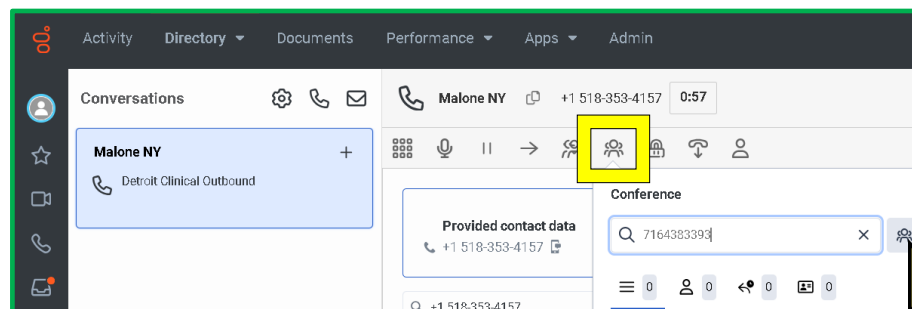 Activity Directory Documents Performance Apps Admin
Conversations
Malone NY
Detroit Clinical Outbound
Malone NY +1 518-353-4157 0:57
Conference
Provided contact data
+1 518-353-4157
7164383393
0 0 0 0
+1 518-353-4157